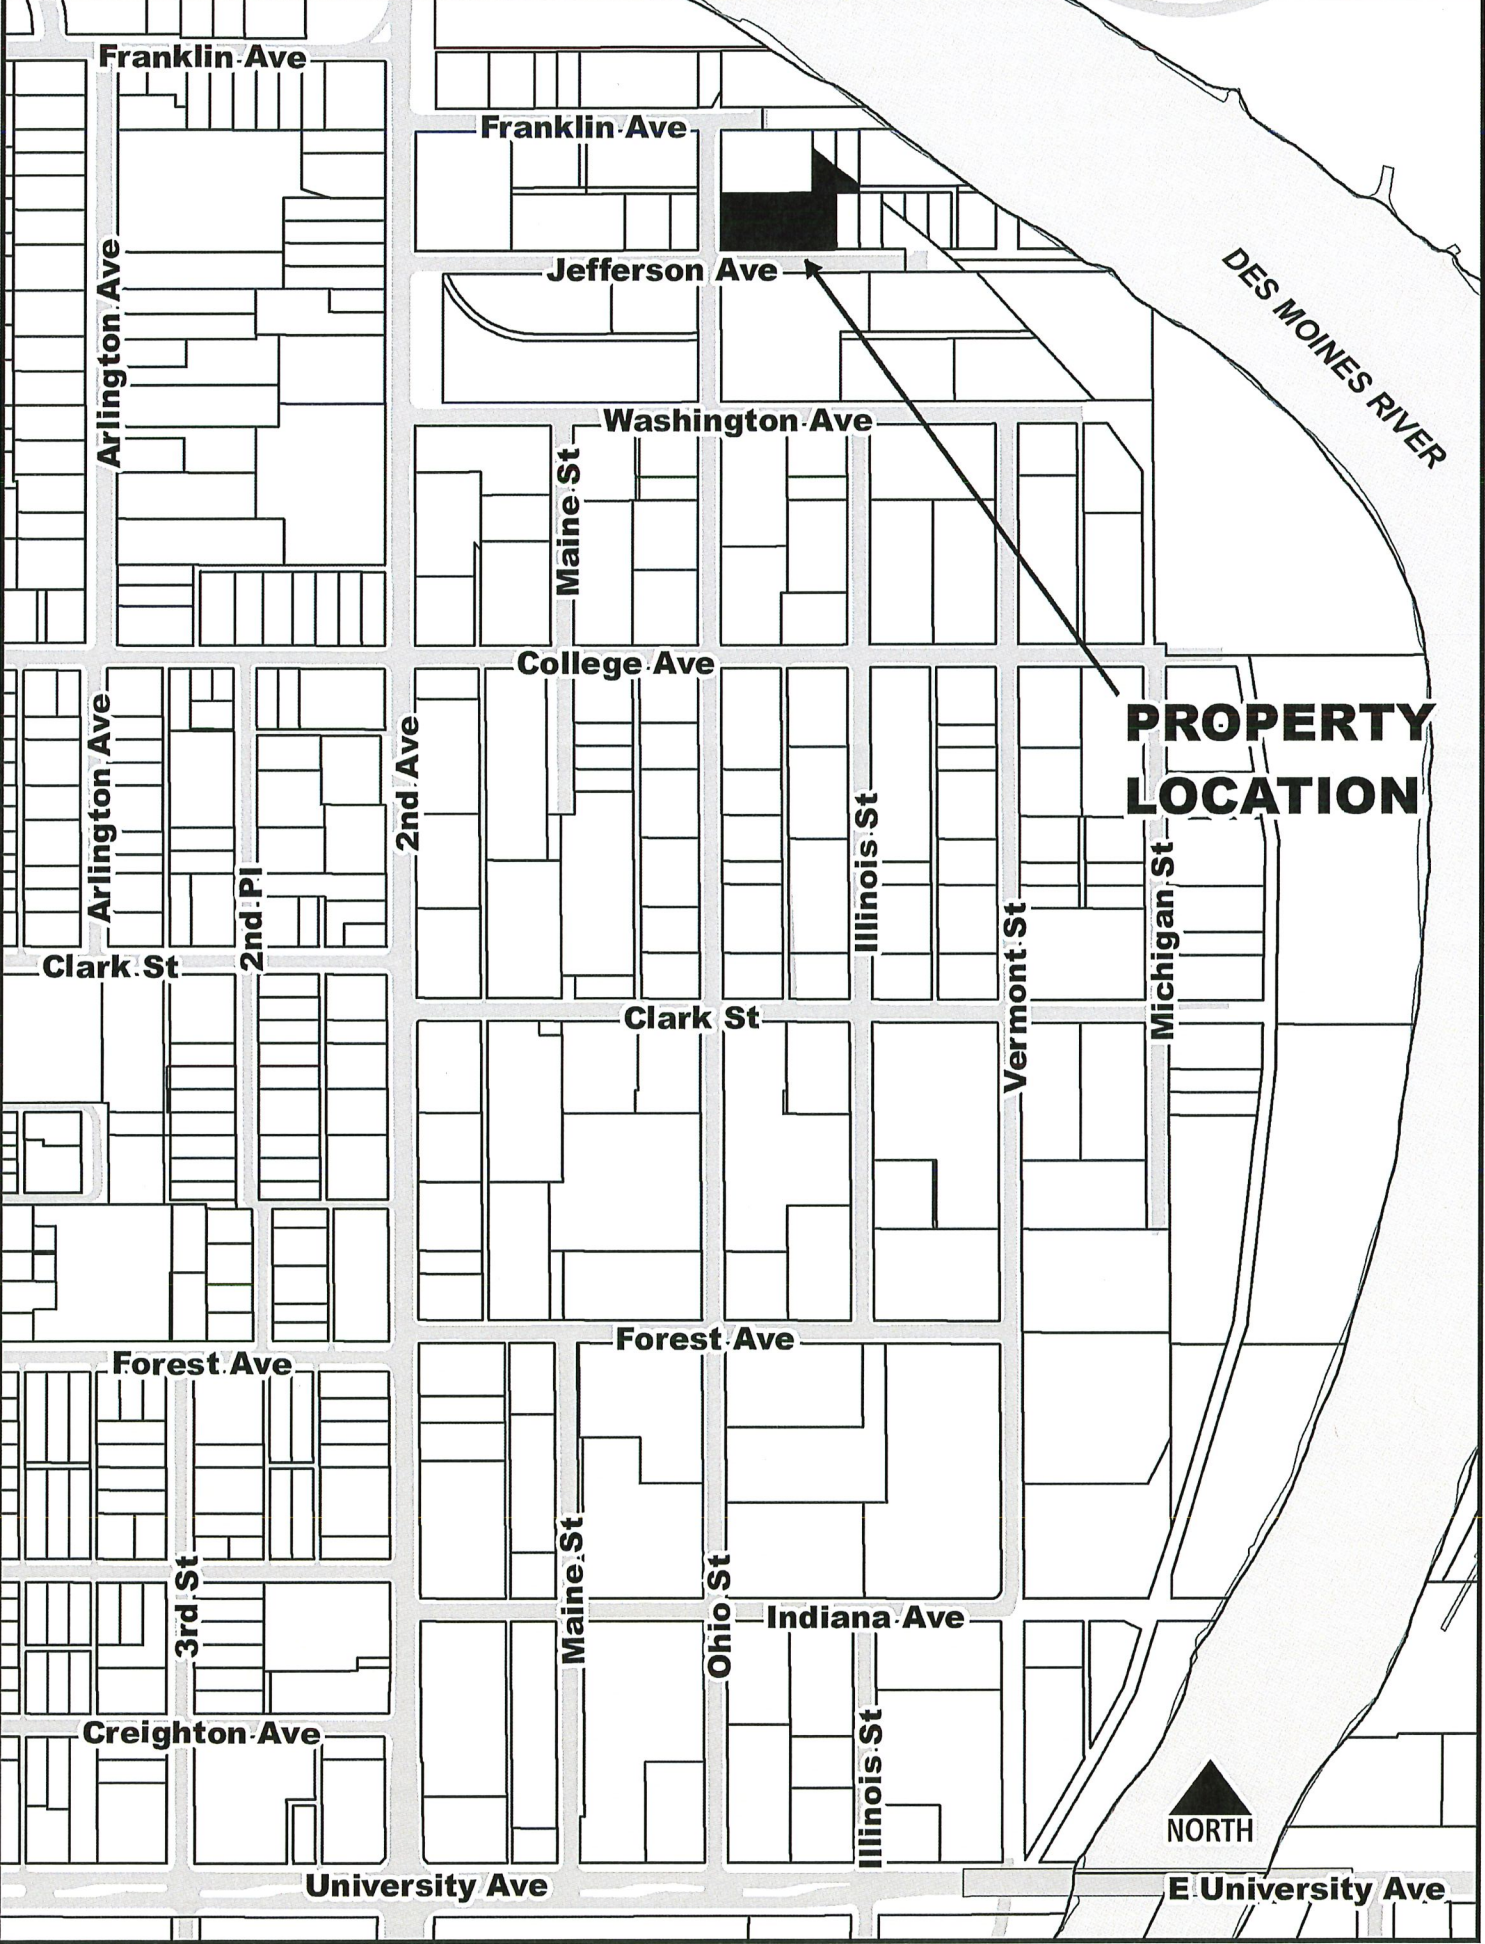 Franklin Ave
Franklin Ave
Jefferson Ave
DES MOINES RIVER
Arlington Ave
Washington Ave
Maine St
College Ave
PROPERTY
LOCATION
Arlington Ave
2nd Ave
Illinois St
2nd Pl
Michigan St
Vermont St
Clark St
Clark St
Forest Ave
Forest Ave
Maine St
3rd St
Ohio St
Indiana Ave
Creighton Ave
Illinois St
NORTH
University Ave
E University Ave